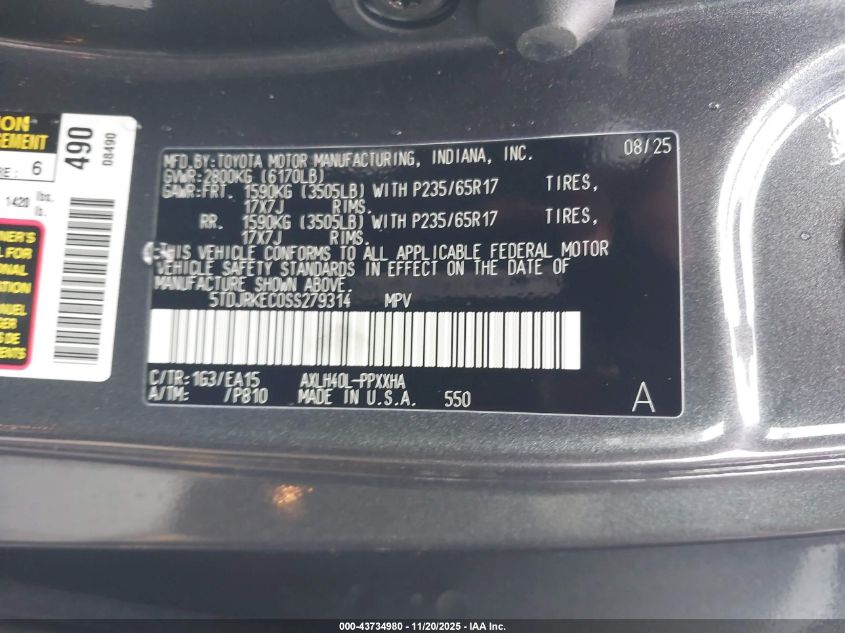 MFD.BY:TOYOTA MOTOR MANUFACTURING, INDIANA, INC. 08/25
GVWR:2800KG (6170LB)
GAWR:FRT. 1590KG (3505LB) WITH P235/65R17 TIRES,
17X7J RIMS.
RR. 1590KG (3505LB) WITH P235/65R17 TIRES,
17X7J RIMS.
THIS VEHICLE CONFORMS TO ALL APPLICABLE FEDERAL MOTOR
VEHICLE SAFETY STANDARDS IN EFFECT ON THE DATE OF
MANUFACTURE SHOWN ABOVE.
5TDJRKEC0SS279314 MPV
C/TR:1G3/EA15 AXLH40L-PPXXHA
A/TM: /P810 MADE IN U.S.A. 550 A
490
08490
6
1420 lbs.
lb.
000-43734980 - 11/20/2025 - IAA Inc.